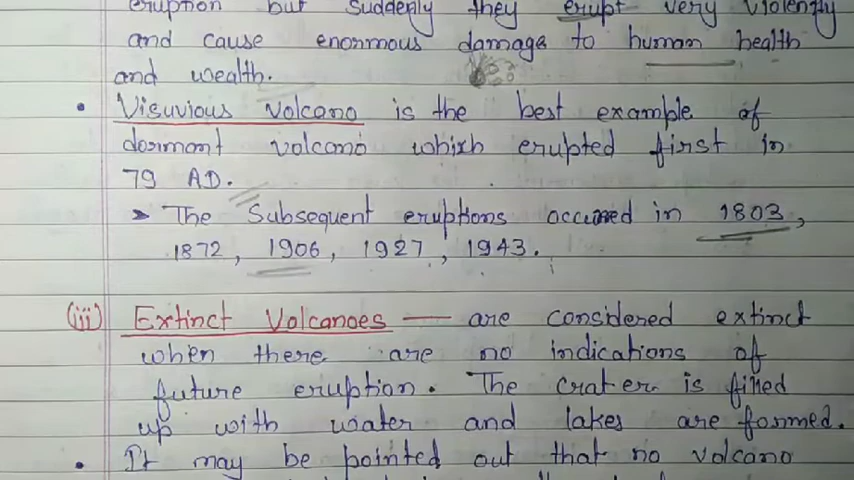 eruption but suddenly they erupt very violently
and cause enormous damage to human health
and wealth.
• Visuvious Volcano is the best example of
dormant volcano which erupted first in
79 AD.
➤ The Subsequent eruptions occured in 1803,
1872, 1906, 1927, 1943.
(iii) Extinct Volcanoes — are considered extinct
when there are no indications of
future eruption. The crater is filled
up with water and lakes are formed.
• It may be pointed out that no volcano